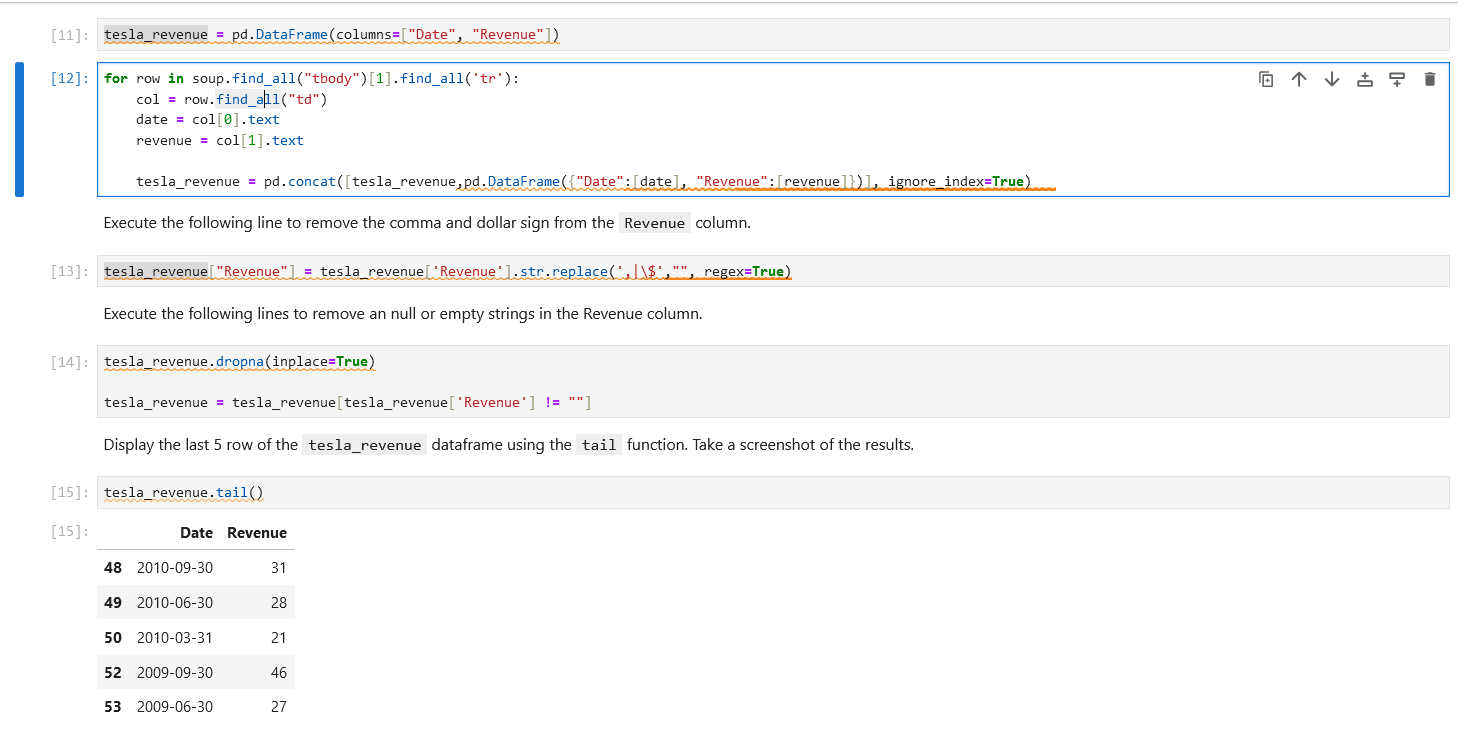 [11]: tesla_revenue = pd.DataFrame(columns=["Date", "Revenue"])
[12]: for row in soup.find_all("tbody")[1].find_all('tr'):
col = row.find_all("td")
date = col[0].text
revenue = col[1].text
tesla_revenue = pd.concat([tesla_revenue,pd.DataFrame({"Date":[date], "Revenue":[revenue]})], ignore_index=True)
Execute the following line to remove the comma and dollar sign from the Revenue column.
[13]: tesla_revenue["Revenue"] = tesla_revenue['Revenue'].str.replace(',|\$',"", regex=True)
Execute the following lines to remove an null or empty strings in the Revenue column.
[14]: tesla_revenue.dropna(inplace=True)
tesla_revenue = tesla_revenue[tesla_revenue['Revenue'] != ""]
Display the last 5 row of the tesla_revenue dataframe using the tail function. Take a screenshot of the results.
[15]: tesla_revenue.tail()
[15]: Date Revenue
48 2010-09-30 31
49 2010-06-30 28
50 2010-03-31 21
52 2009-09-30 46
53 2009-06-30 27